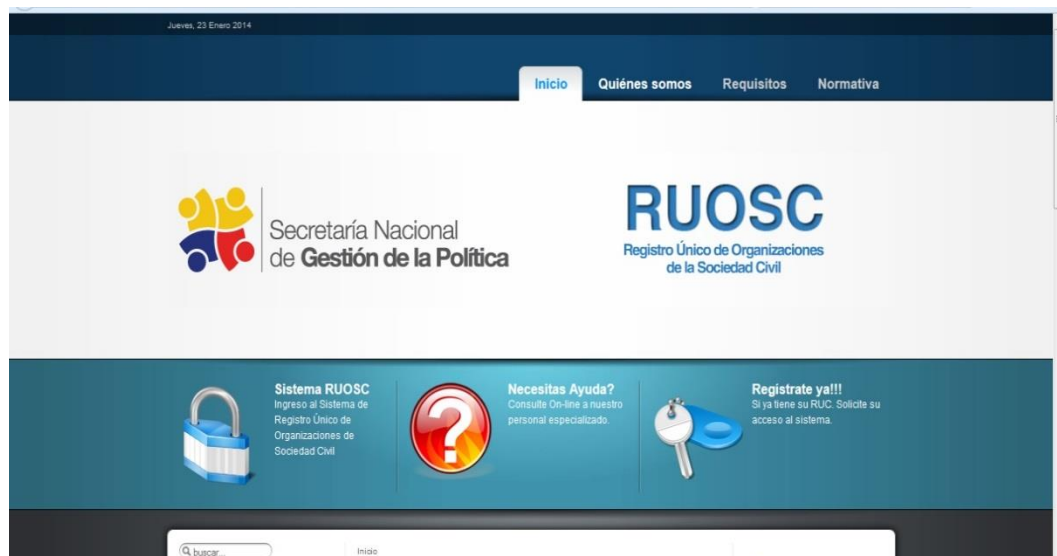 Jueves, 23 Enero 2014
Inicio Quiénes somos Requisitos Normativa
Secretaría Nacional
de Gestión de la Política
RUOSC
Registro Único de Organizaciones
de la Sociedad Civil
Sistema RUOSC
Ingreso al Sistema de
Registro Único de
Organizaciones de
Sociedad Civil
Necesitas Ayuda?
Consulte On-line a nuestro
personal especializado.
Regístrate ya!!!
Si ya tiene su RUC. Solicite su
acceso al sistema.
buscar...
Inicio